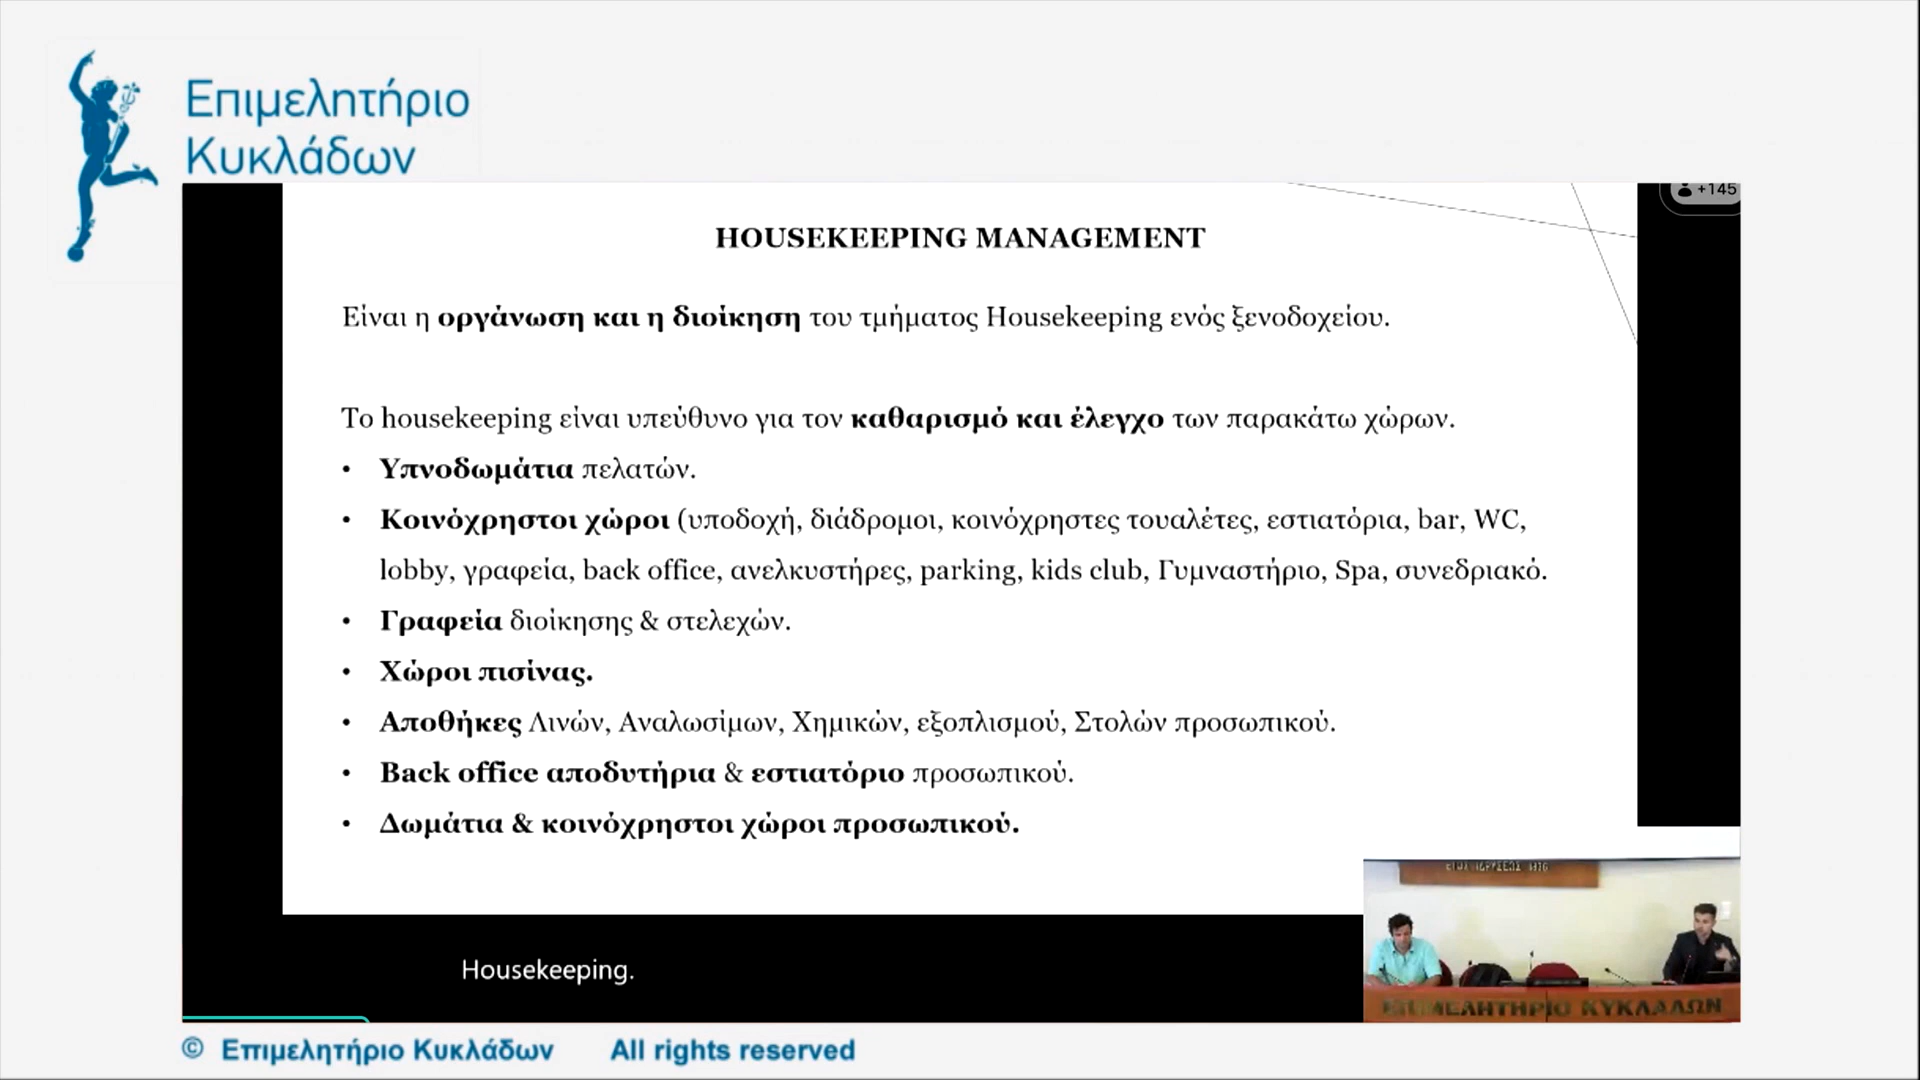 Επιμελητήριο
Κυκλάδων
+145
HOUSEKEEPING MANAGEMENT
Είναι η οργάνωση και η διοίκηση του τμήματος Housekeeping ενός ξενοδοχείου.
Το housekeeping είναι υπεύθυνο για τον καθαρισμό και έλεγχο των παρακάτω χώρων.
• Υπνοδωμάτια πελατών.
• Κοινόχρηστοι χώροι (υποδοχή, διάδρομοι, κοινόχρηστες τουαλέτες, εστιατόρια, bar, WC,
lobby, γραφεία, back office, ανελκυστήρες, parking, kids club, Γυμναστήριο, Spa, συνεδριακό.
• Γραφεία διοίκησης & στελεχών.
• Χώροι πισίνας.
• Αποθήκες Λινών, Αναλωσίμων, Χημικών, εξοπλισμού, Στολών προσωπικού.
• Back office αποδυτήρια & εστιατόριο προσωπικού.
• Δωμάτια & κοινόχρηστοι χώροι προσωπικού.
Housekeeping.
ΕΠΙΜΕΛΗΤΗΡΙΟ ΚΥΚΛΑΔΩΝ
© Επιμελητήριο Κυκλάδων All rights reserved